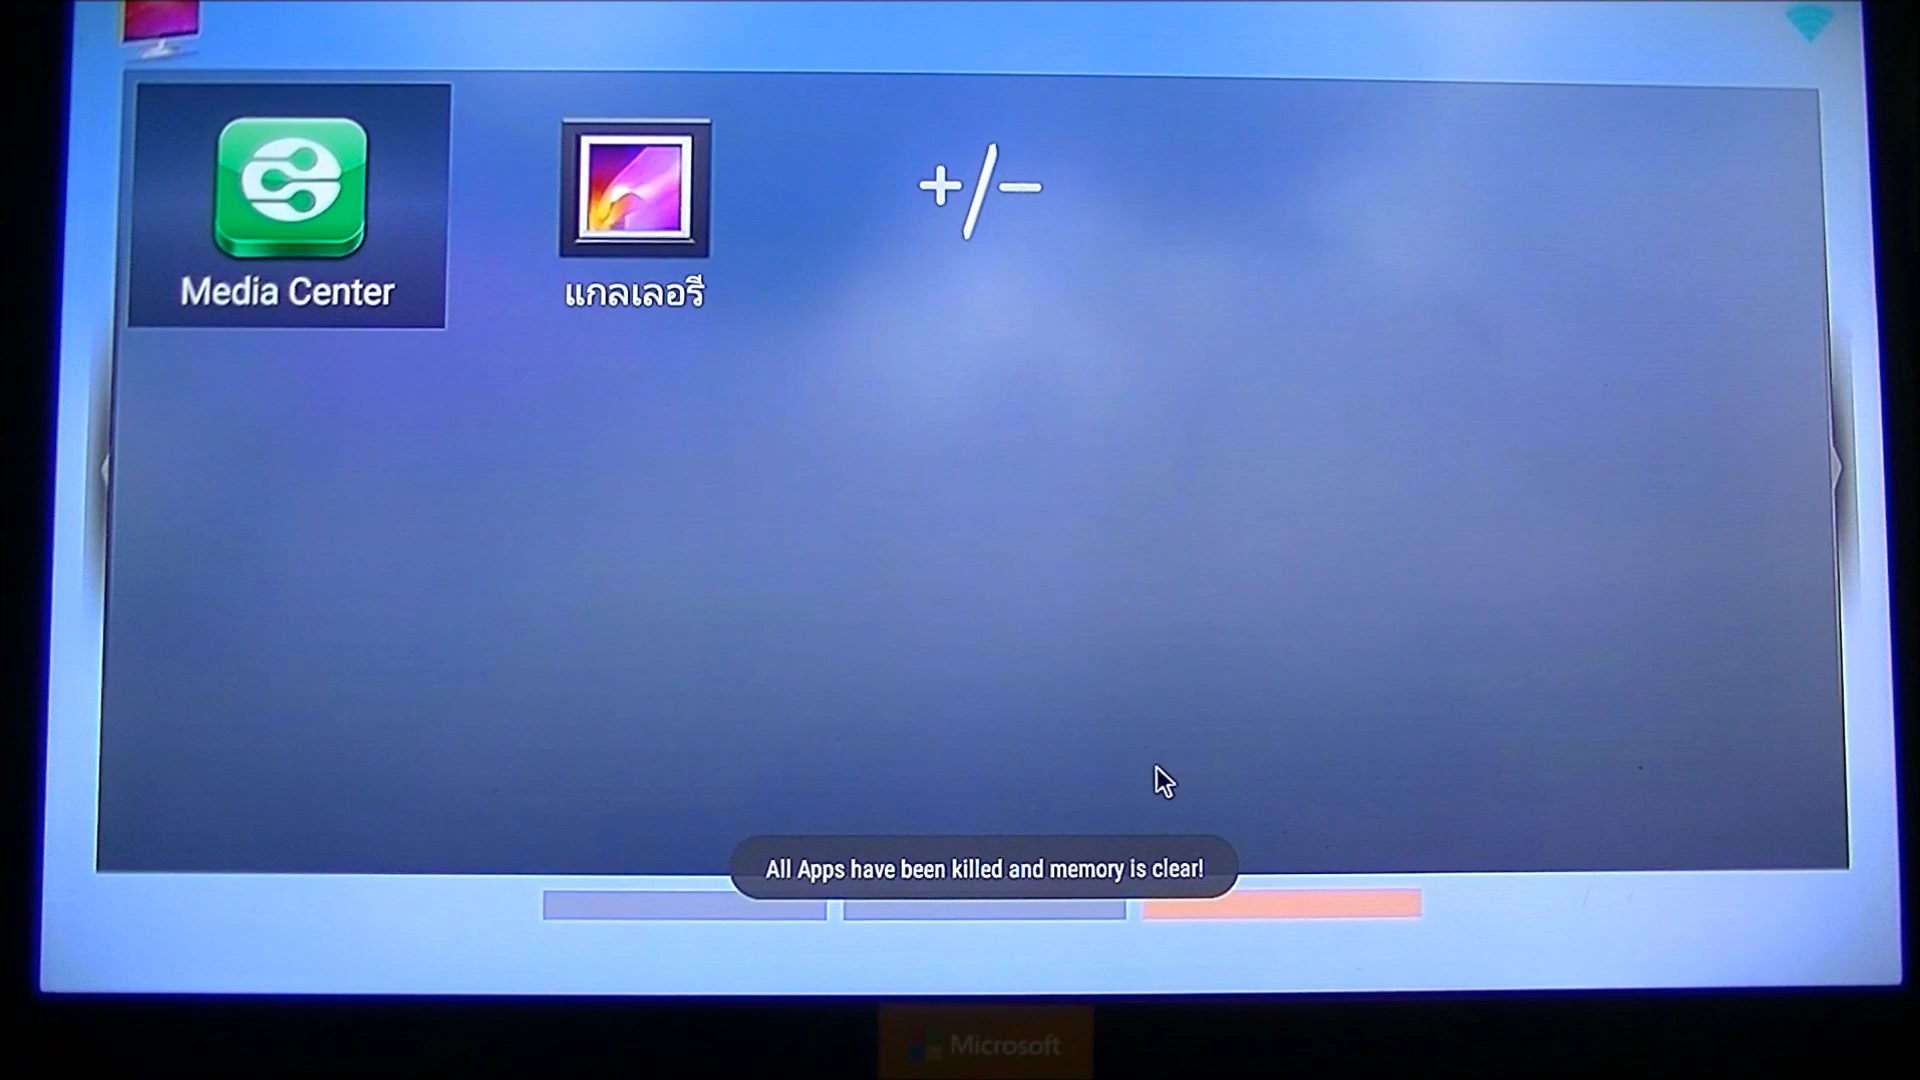 +/-
Media Center
แกลเลอรี
All Apps have been killed and memory is clear!
Microsoft